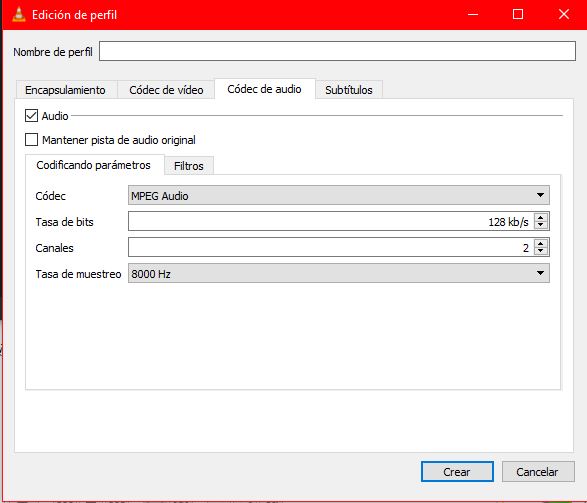 Edición de perfil
Nombre de perfil
Encapsulamiento Códec de vídeo Códec de audio Subtítulos
Audio
Mantener pista de audio original
Codificando parámetros Filtros
Códec MPEG Audio
Tasa de bits 128 kb/s
Canales 2
Tasa de muestreo 8000 Hz
Crear Cancelar